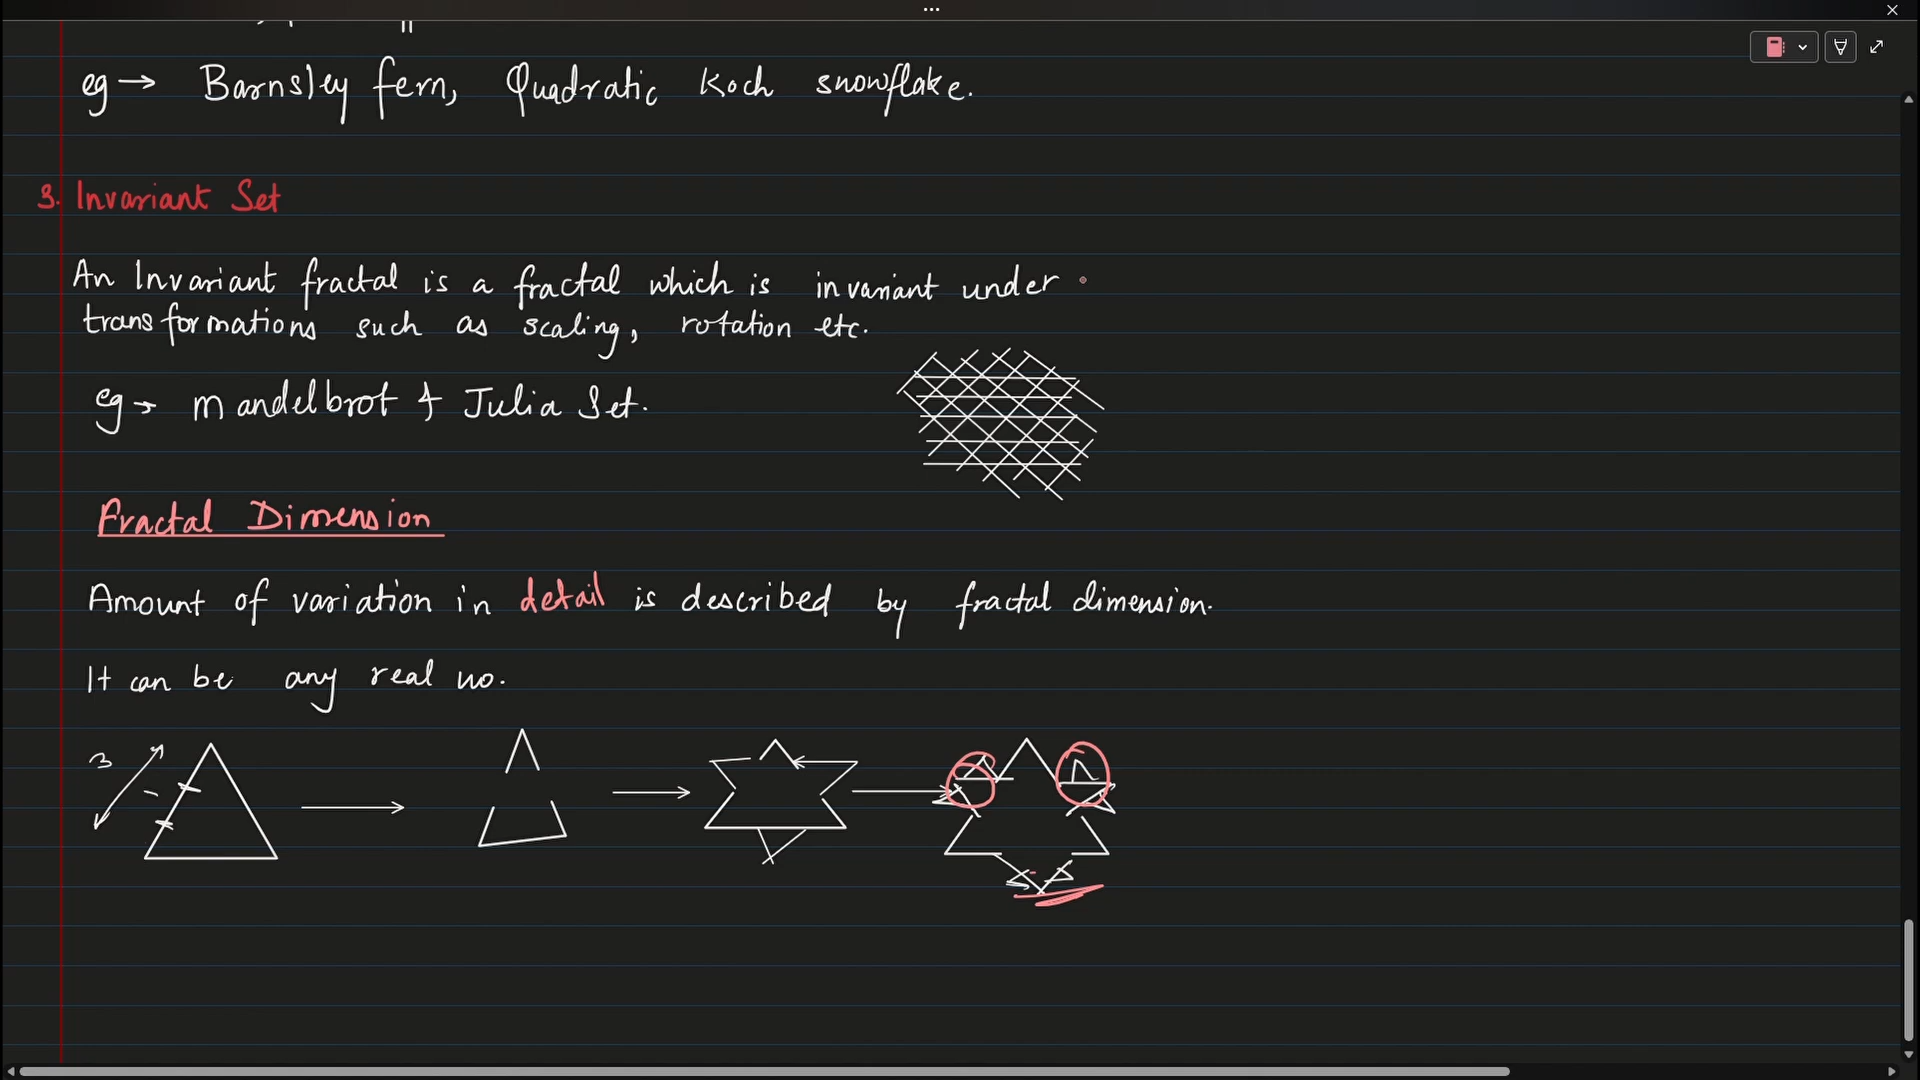 eg → Barnsley fern, Quadratic Koch snowflake.
3. Invariant Set
An Invariant fractal is a fractal which is invariant under
transformations such as scaling, rotation etc.
eg → mandelbrot & Julia Set.
Fractal Dimension
Amount of variation in detail is described by fractal dimension.
It can be any real no.
3